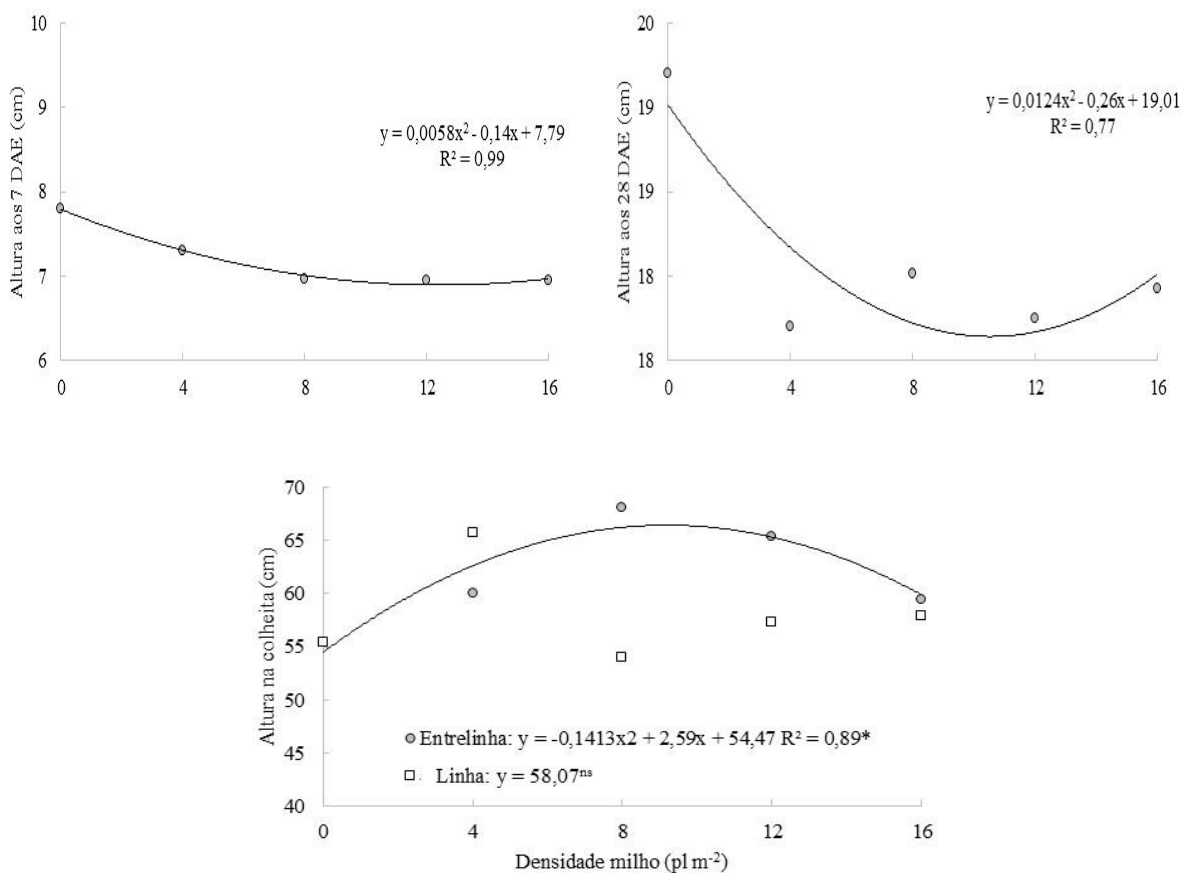 10
9
8
7
6
Altura aos 7 DAE (cm)
y = 0,0058x² - 0,14x + 7,79
R² = 0,99
0 4 8 12 16
20
19
19
18
18
Altura aos 28 DAE (cm)
y = 0,0124x² - 0,26x + 19,01
R² = 0,77
0 4 8 12 16
70
65
60
55
50
45
40
Altura na colheita (cm)
Entrelinha: y = -0,1413x2 + 2,59x + 54,47 R² = 0,89*
Linha: y = 58,07ⁿˢ
0 4 8 12 16
Densidade milho (pl m⁻²)